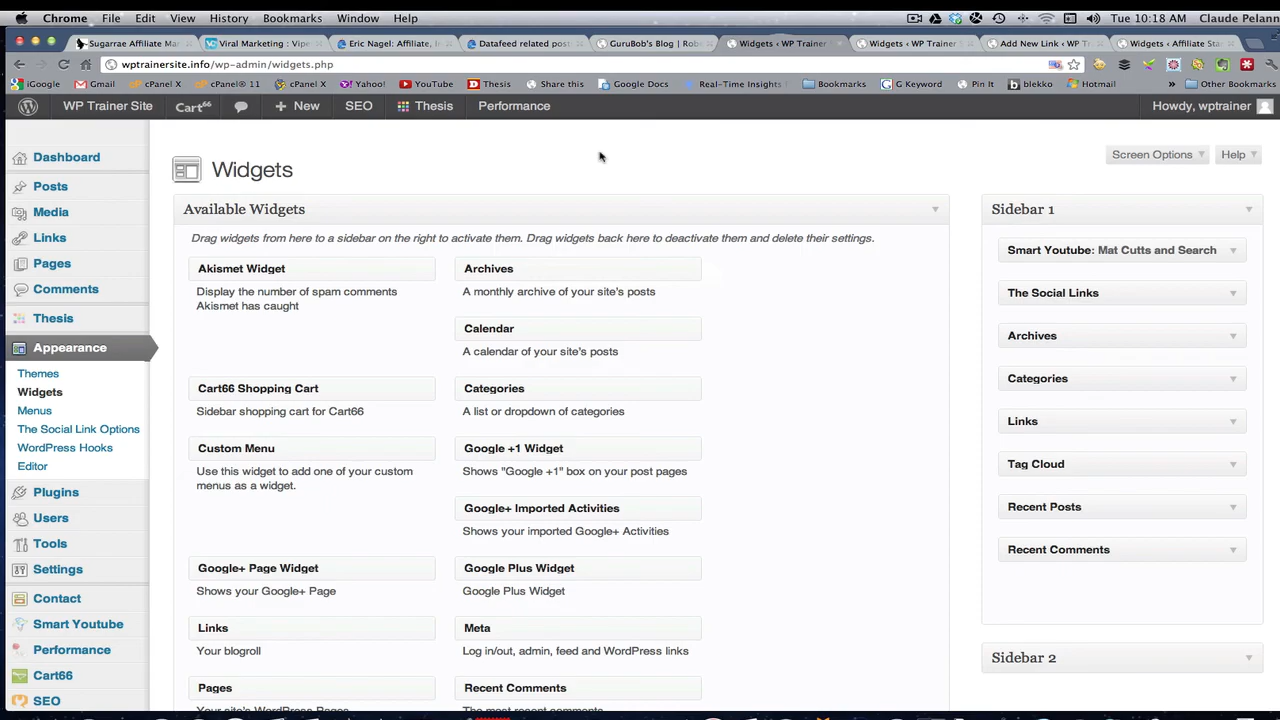 Chrome File Edit View History Bookmarks Window Help Tue 10:18 AM Claude Pelann
Sugarrae Affiliate Mar Viral Marketing : Vipe Eric Nagel: Affiliate, In Datafeed related post GuruBob's Blog | Robe Widgets ‹ WP Trainer Widgets ‹ WP Trainer Add New Link ‹ WP Tr Widgets ‹ Affiliate Sta
wptrainersite.info/wp-admin/widgets.php
iGoogle Gmail cPanel X cPanel® 11 cPanel X Yahoo! YouTube Thesis Share this Google Docs Real-Time Insights Bookmarks G Keyword Pin It blekko Hotmail » Other Bookmarks
WP Trainer Site Cart66 + New SEO Thesis Performance Howdy, wptrainer
Screen Options Help
Widgets
Dashboard
Posts
Media
Links
Pages
Comments
Thesis
Appearance
Themes
Widgets
Menus
The Social Link Options
WordPress Hooks
Editor
Plugins
Users
Tools
Settings
Contact
Smart Youtube
Performance
Cart66
SEO
Available Widgets
Drag widgets from here to a sidebar on the right to activate them. Drag widgets back here to deactivate them and delete their settings.
Akismet Widget
Display the number of spam comments
Akismet has caught
Archives
A monthly archive of your site's posts
Calendar
A calendar of your site's posts
Cart66 Shopping Cart
Sidebar shopping cart for Cart66
Categories
A list or dropdown of categories
Custom Menu
Use this widget to add one of your custom
menus as a widget.
Google +1 Widget
Shows "Google +1" box on your post pages
Google+ Imported Activities
Shows your imported Google+ Activities
Google+ Page Widget
Shows your Google+ Page
Google Plus Widget
Google Plus Widget
Links
Your blogroll
Meta
Log in/out, admin, feed and WordPress links
Pages
Your site's WordPress Pages
Recent Comments
The most recent comments
Sidebar 1
Smart Youtube: Mat Cutts and Search
The Social Links
Archives
Categories
Links
Tag Cloud
Recent Posts
Recent Comments
Sidebar 2